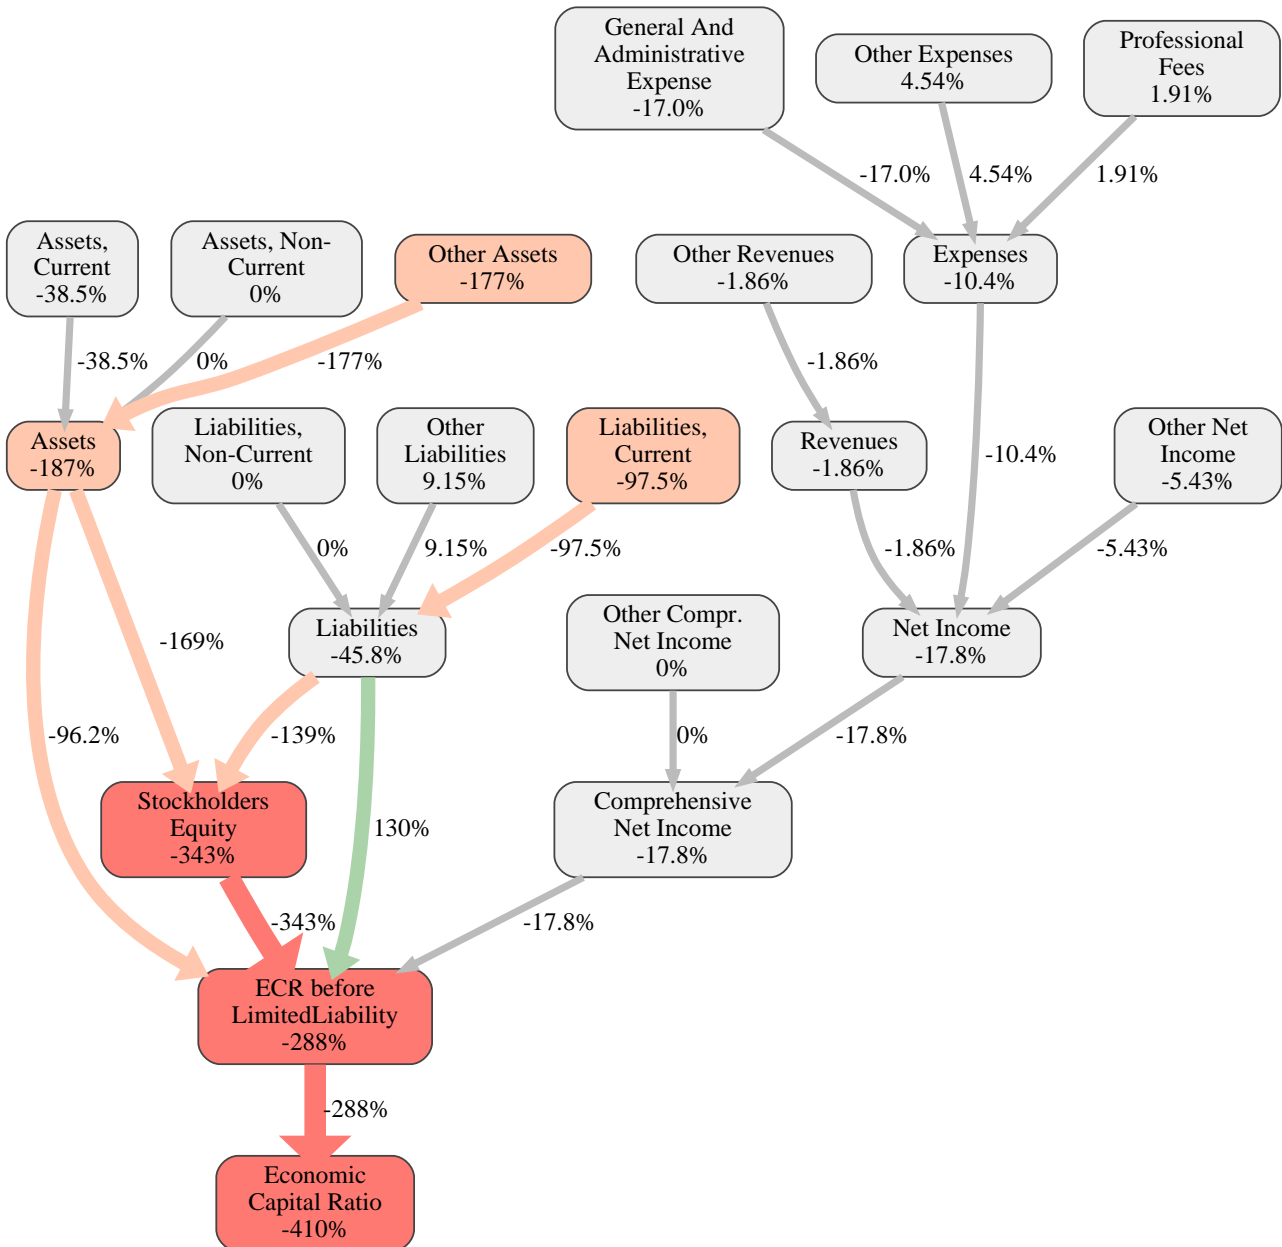 General And
Administrative
Expense
-17.0%
Other Expenses
4.54%
Professional
Fees
1.91%
-17.0%
4.54%
1.91%
Assets,
Current
-38.5%
Assets, Non-
Current
0%
Other Assets
-177%
Other Revenues
-1.86%
Expenses
-10.4%
-38.5%
0%
-177%
-1.86%
Assets
-187%
Liabilities,
Non-Current
0%
Other
Liabilities
9.15%
Liabilities,
Current
-97.5%
Revenues
-1.86%
-10.4%
Other Net
Income
-5.43%
0%
9.15%
-97.5%
-1.86%
-5.43%
-169%
Liabilities
-45.8%
Other Compr.
Net Income
0%
Net Income
-17.8%
-96.2%
-139%
0%
-17.8%
Stockholders
Equity
-343%
130%
Comprehensive
Net Income
-17.8%
-343%
-17.8%
ECR before
LimitedLiability
-288%
-288%
Economic
Capital Ratio
-410%